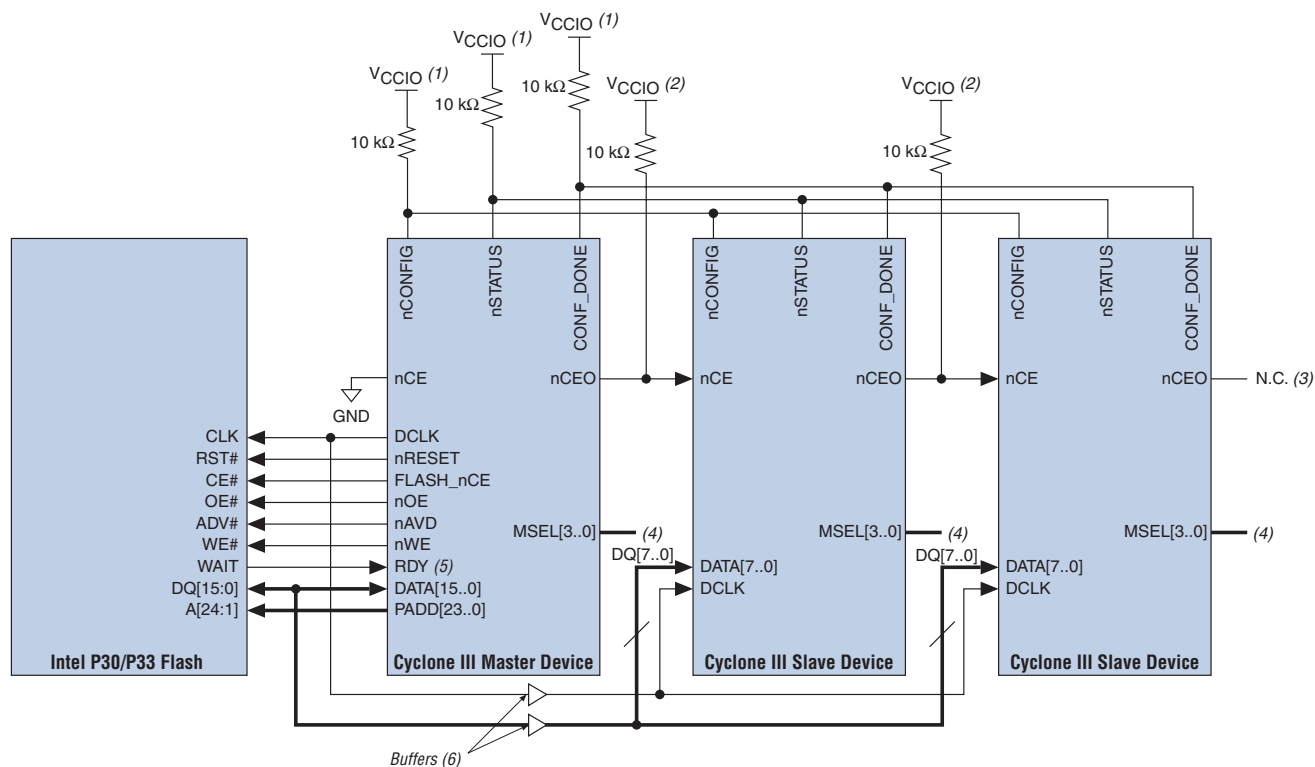 VCCIO (1)
VCCIO (1)
VCCIO (1)
VCCIO (2)
VCCIO (2)
10 kΩ
10 kΩ
10 kΩ
10 kΩ
10 kΩ
nCONFIG
nSTATUS
CONF_DONE
nCONFIG
nSTATUS
CONF_DONE
nCONFIG
nSTATUS
CONF_DONE
nCE
nCEO
nCE
nCEO
nCE
nCEO
N.C. (3)
GND
CLK
DCLK
RST#
nRESET
CE#
FLASH_nCE
OE#
nOE
ADV#
nAVD
MSEL[3..0]
(4)
MSEL[3..0]
(4)
MSEL[3..0]
(4)
WE#
nWE
DQ[7..0]
DQ[7..0]
WAIT
RDY (5)
DATA[7..0]
DATA[7..0]
DQ[15:0]
DATA[15..0]
DCLK
DCLK
A[24:1]
PADD[23..0]
Intel P30/P33 Flash
Cyclone III Master Device
Cyclone III Slave Device
Cyclone III Slave Device
Buffers (6)